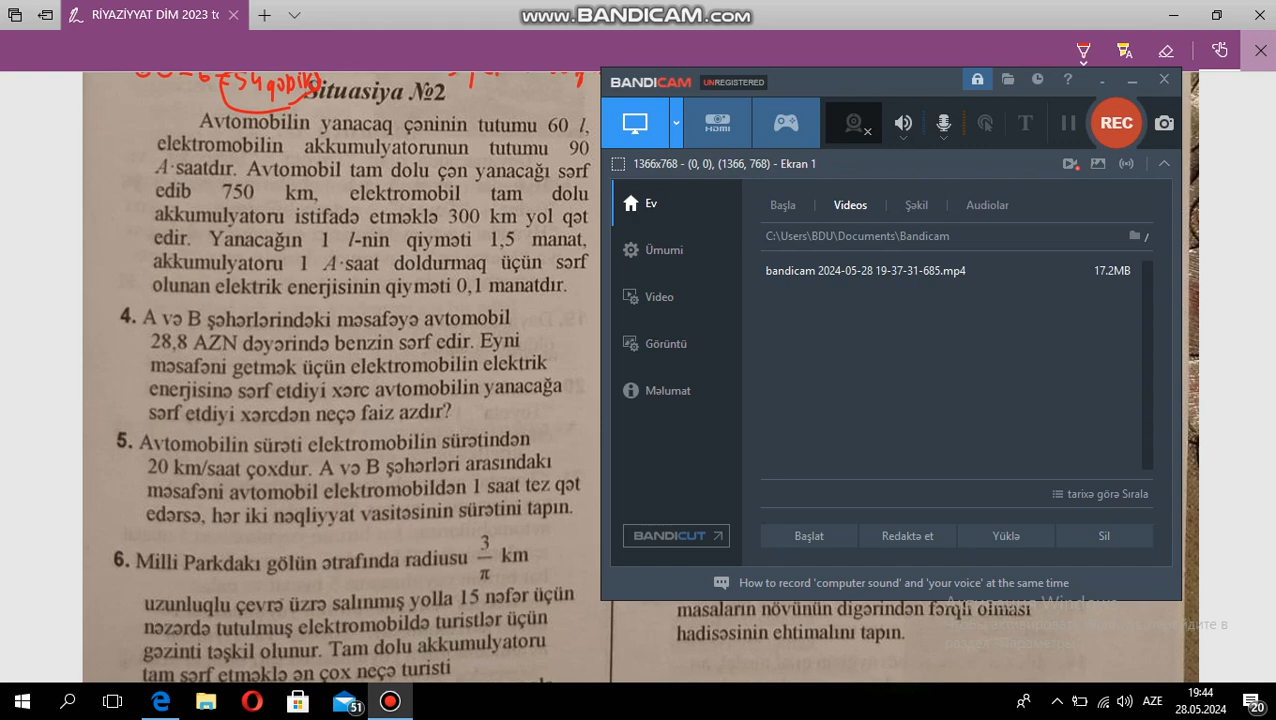 www.BANDICAM.com
RİYAZİYYAT DİM 2023 to
54 qəpik
Situasiya №2
Avtomobilin yanacaq çəninin tutumu 60 l,
elektromobilin akkumulyatorunun tutumu 90
A·saatdır. Avtomobil tam dolu çən yanacağı sərf
edib 750 km, elektromobil tam dolu
akkumulyatoru istifadə etməklə 300 km yol qət
edir. Yanacağın 1 l-nin qiyməti 1,5 manat,
akkumulyatoru 1 A·saat doldurmaq üçün sərf
olunan elektrik enerjisinin qiyməti 0,1 manatdır.
4. A və B şəhərlərindəki məsafəyə avtomobil
28,8 AZN dəyərində benzin sərf edir. Eyni
məsafəni getmək üçün elektromobilin elektrik
enerjisinə sərf etdiyi xərc avtomobilin yanacağa
sərf etdiyi xərcdən neçə faiz azdır?
5. Avtomobilin sürəti elektromobilin sürətindən
20 km/saat çoxdur. A və B şəhərləri arasındakı
məsafəni avtomobil elektromobildən 1 saat tez qət
edərsə, hər iki nəqliyyat vasitəsinin sürətini tapın.
6. Milli Parkdakı gölün ətrafında radiusu 3/π km
uzunluqlu çevrə üzrə salınmış yolla 15 nəfər üçün
nəzərdə tutulmuş elektromobildə turistlər üçün
gəzinti təşkil olunur. Tam dolu akkumulyatoru
tam sərf etməklə ən çox neçə turisti
BANDICAM UNREGISTERED
HDMI
REC
1366x768 - (0, 0), (1366, 768) - Ekran 1
Ev
Ümumi
Video
Görüntü
Məlumat
BANDICUT
Başla Videos Şəkil Audiolar
C:\Users\BDU\Documents\Bandicam
bandicam 2024-05-28 19-37-31-685.mp4 17.2MB
tarixə görə Sırala
Başlat Redaktə et Yüklə Sil
How to record 'computer sound' and 'your voice' at the same time
masaların növünün digərindən
hadisəsinin ehtimalını tapın.
Активация Windows
51
AZE
19:44
28.05.2024
20